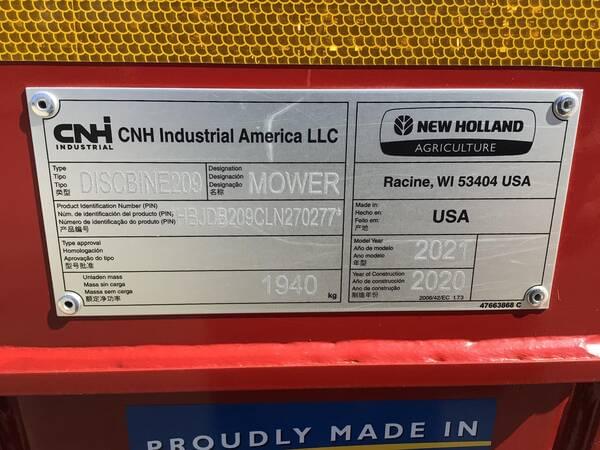 CNH INDUSTRIAL
CNH Industrial America LLC
Type
Tipo
Tipo
类型
DISCBINE209
Designation
Designación
Designação
名称
MOWER
Product Identification Number (PIN)
Núm. de identificación del producto (PIN)
Número de identificação do produto (PIN)
产品编号
HBJDB209CLN270277*
Type approval
Homologación
Aprovação do tipo
型号批准
Unladen mass
Masa sin carga
Massa sem carga
额定净功率
1940
kg
NEW HOLLAND
AGRICULTURE
Racine, WI 53404 USA
Made in:
Hecho en:
Feito em:
产地:
USA
Model Year
Año de modelo
Ano modelo
年型
2021
Year of Construction
Año de construcción
Ano de construção
制造年份
2020
2006/42/EC 1.7.3
47663868 C
PROUDLY MADE IN